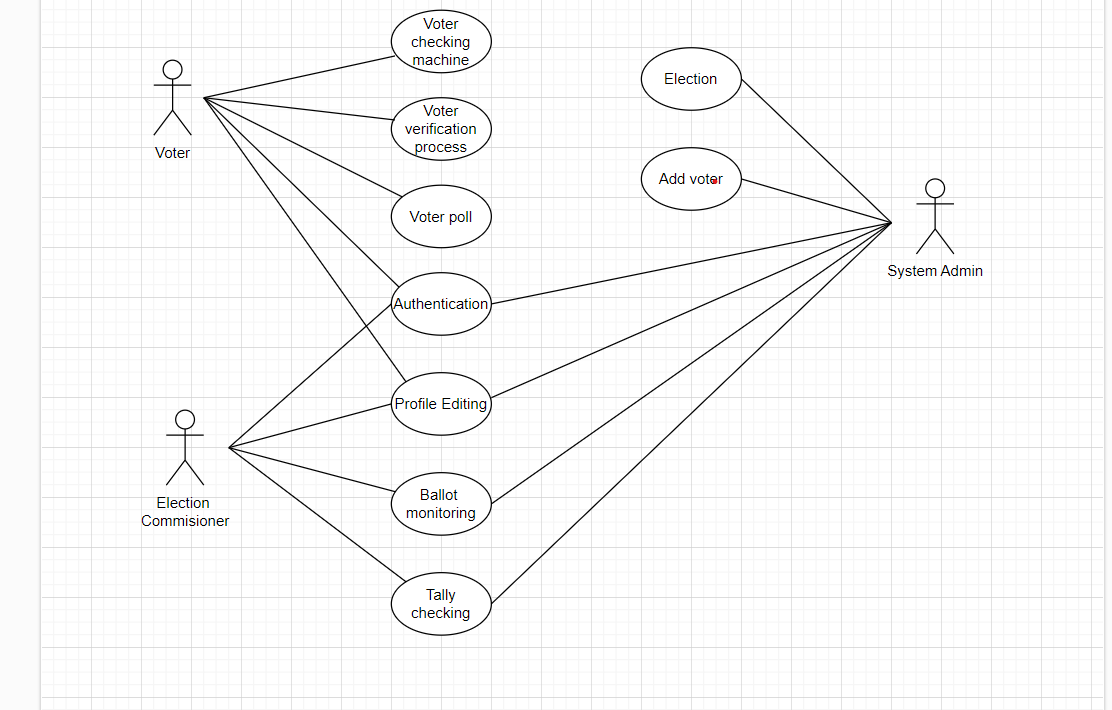 Voter
checking
machine
Election
Voter
verification
process
Voter
Add voter
Voter poll
System Admin
Authentication
Profile Editing
Ballot
monitoring
Election
Commisioner
Tally
checking